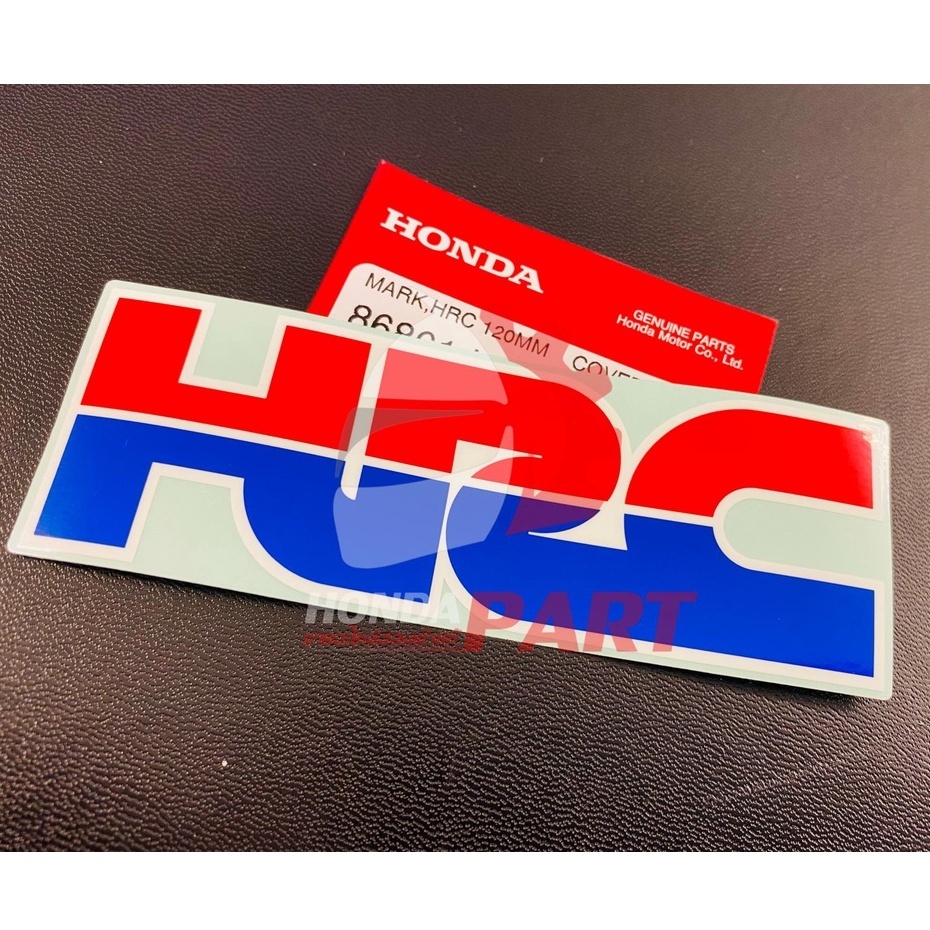 HONDA
GENUINE PARTS
Honda Motor Co., Ltd.
MARK,HRC 120MM
HRC
HONDA
PART